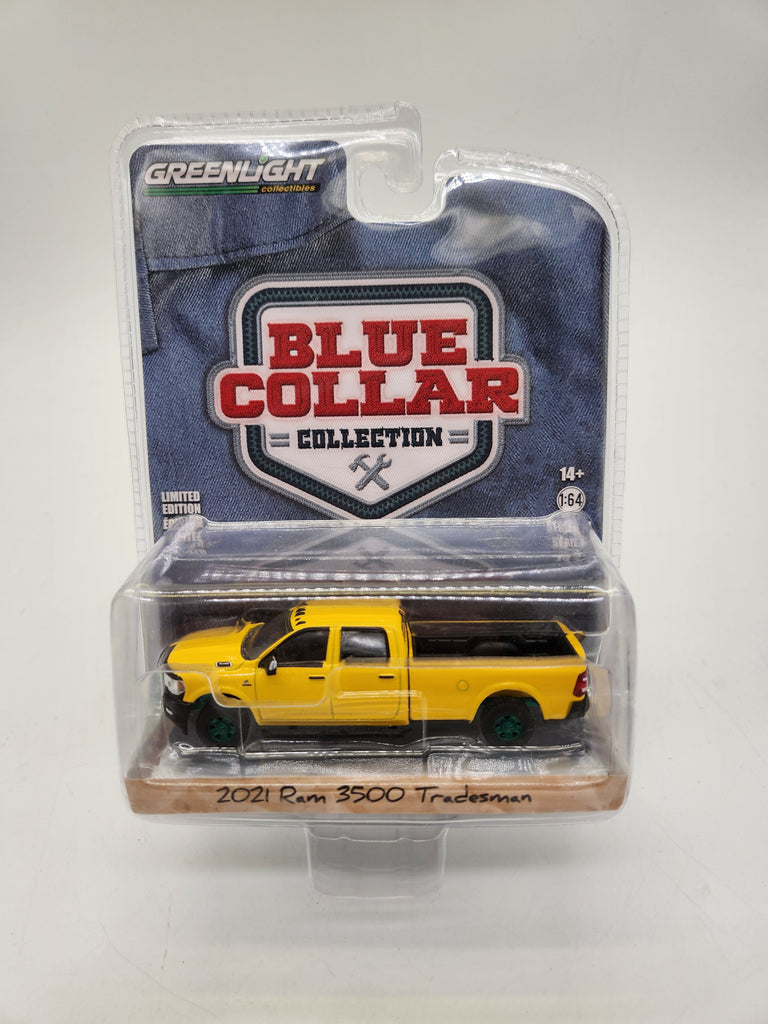 GREENLIGHT
collectibles
BLUE
COLLAR
= COLLECTION =
14+
1:64
LIMITED
EDITION
2021 Ram 3500 Tradesman